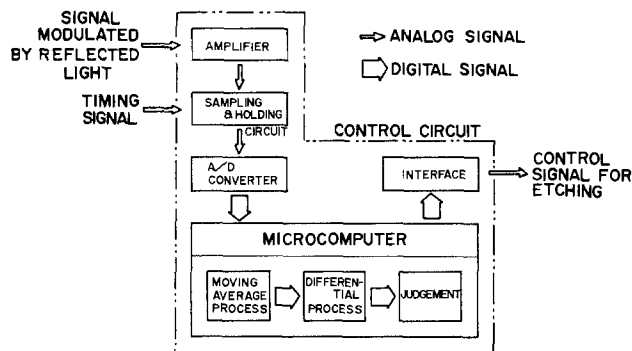 SIGNAL
MODULATED
BY REFLECTED
LIGHT
AMPLIFIER
ANALOG SIGNAL
DIGITAL SIGNAL
TIMING
SIGNAL
SAMPLING
& HOLDING
CIRCUIT
CONTROL CIRCUIT
A/D
CONVERTER
INTERFACE
CONTROL
SIGNAL FOR
ETCHING
MICROCOMPUTER
MOVING
AVERAGE
PROCESS
DIFFEREN-
TIAL
PROCESS
JUDGEMENT